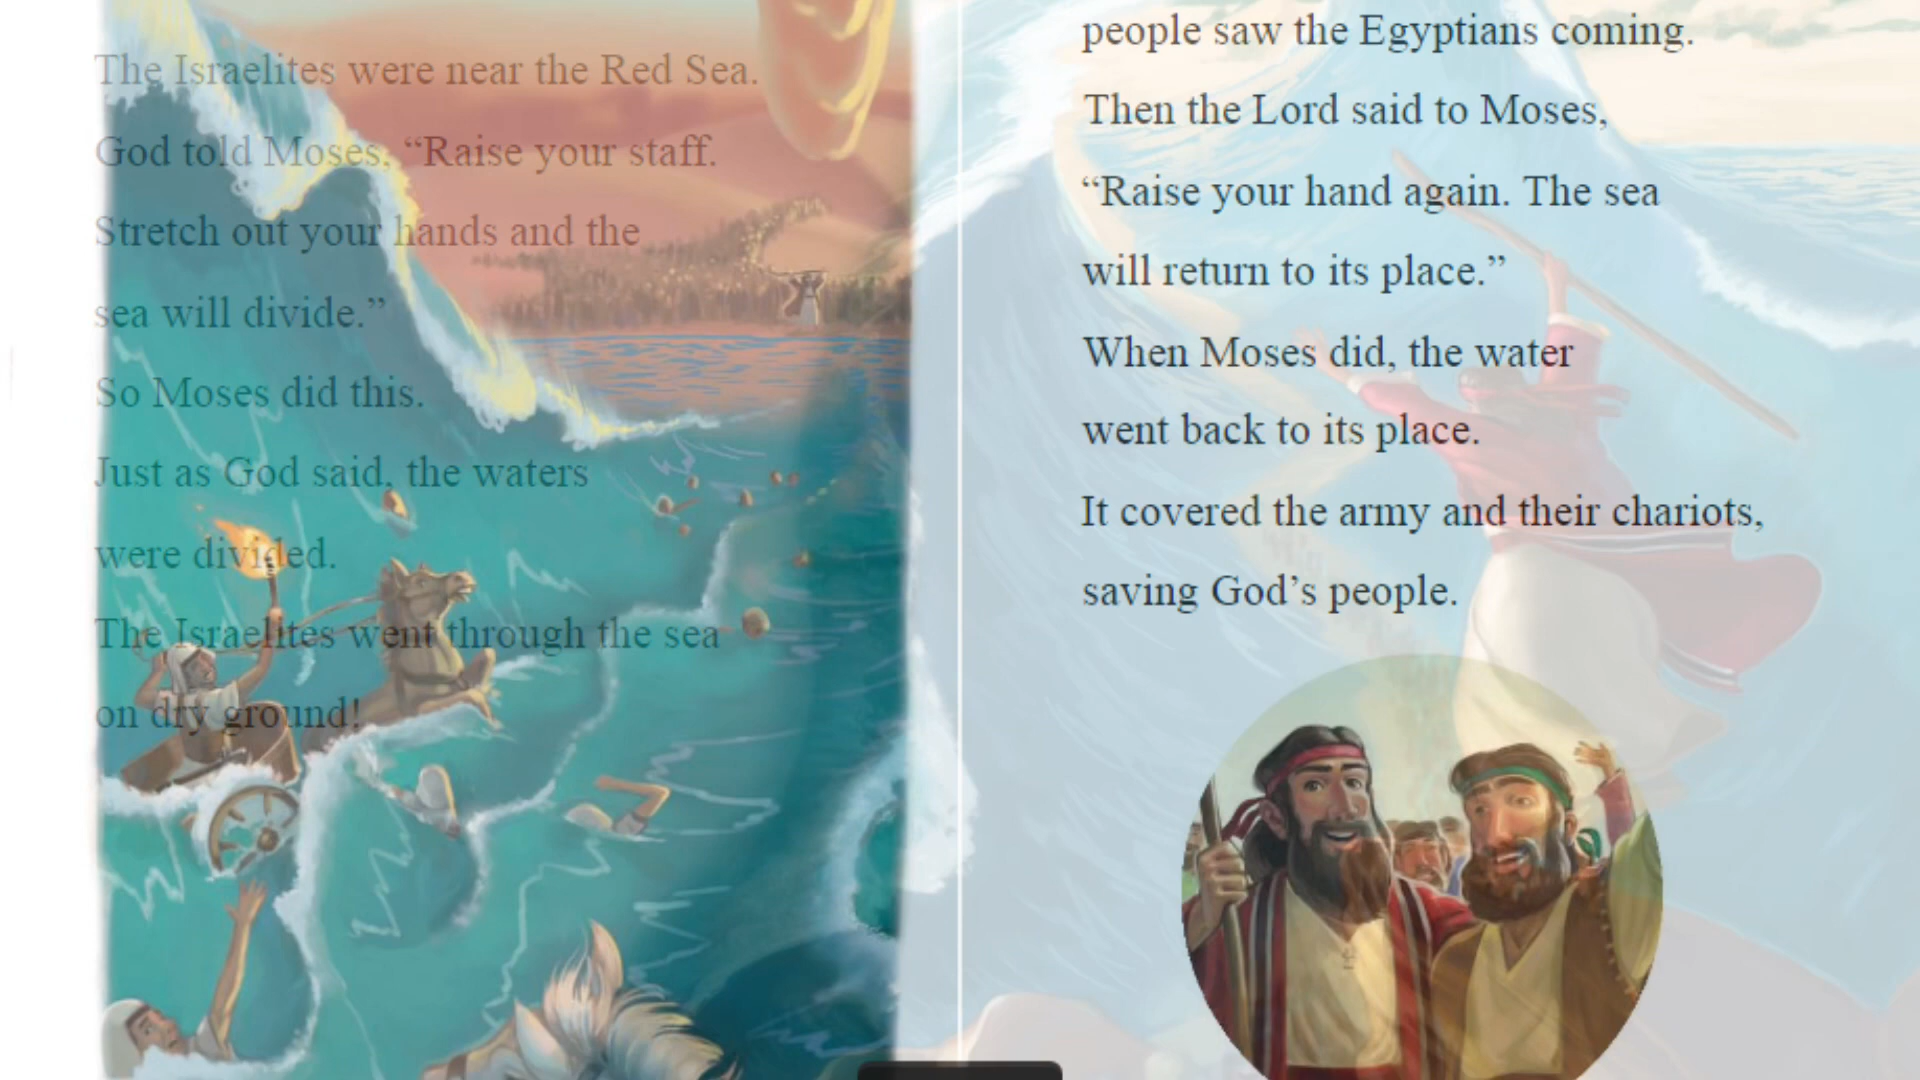 The Israelites were near the Red Sea.
God told Moses, “Raise your staff.
Stretch out your hands and the
sea will divide.”
So Moses did this.
Just as God said, the waters
were divided.
The Israelites went through the sea
on dry ground!
people saw the Egyptians coming.
Then the Lord said to Moses,
“Raise your hand again. The sea
will return to its place.”
When Moses did, the water
went back to its place.
It covered the army and their chariots,
saving God’s people.